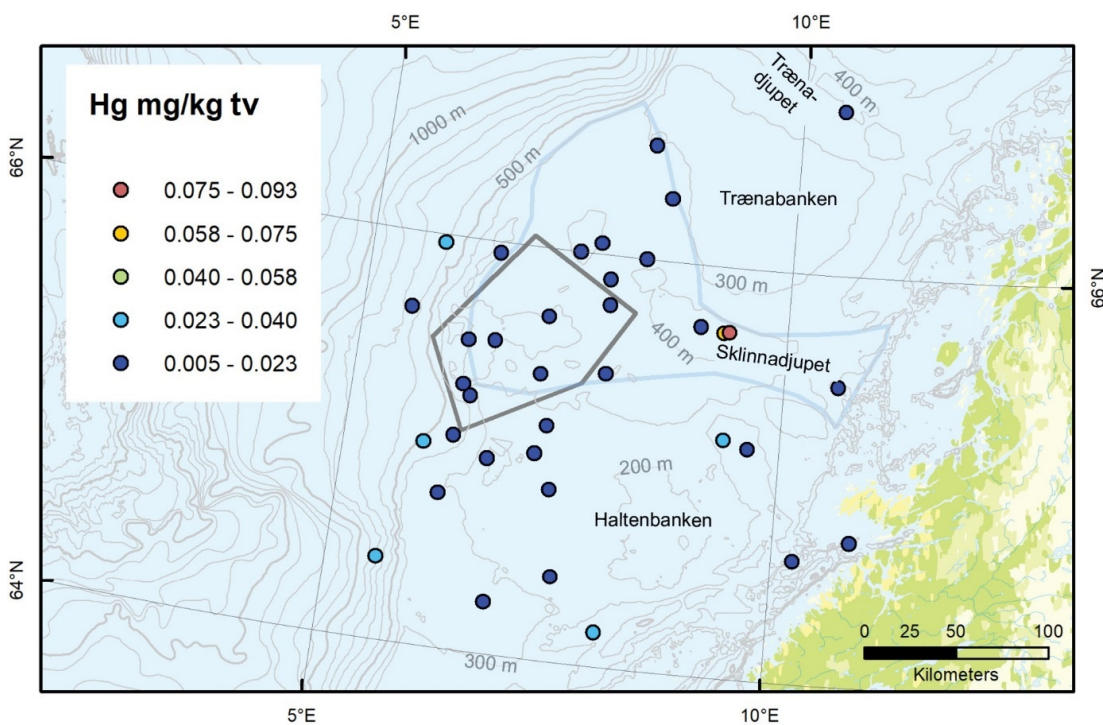 5°E
10°E
Hg mg/kg tv
0.075 - 0.093
0.058 - 0.075
0.040 - 0.058
0.023 - 0.040
0.005 - 0.023
Træna-
djupet
400 m
1000 m
500 m
66°N
Trænabanken
300 m
66°N
400 m
Sklinnadjupet
200 m
Haltenbanken
64°N
300 m
0 25 50 100
Kilometers
5°E
10°E